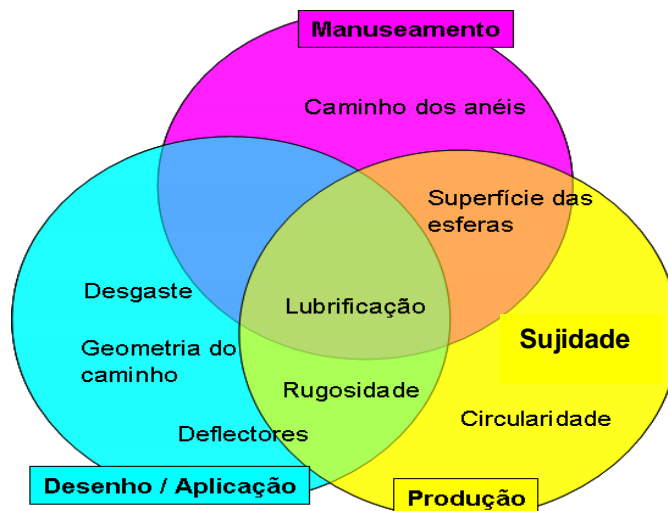 Manuseamento
Caminho dos anéis
Superfície das
esferas
Desgaste
Lubrificação
Sujidade
Geometria do
caminho
Rugosidade
Circularidade
Deflectores
Desenho / Aplicação
Produção